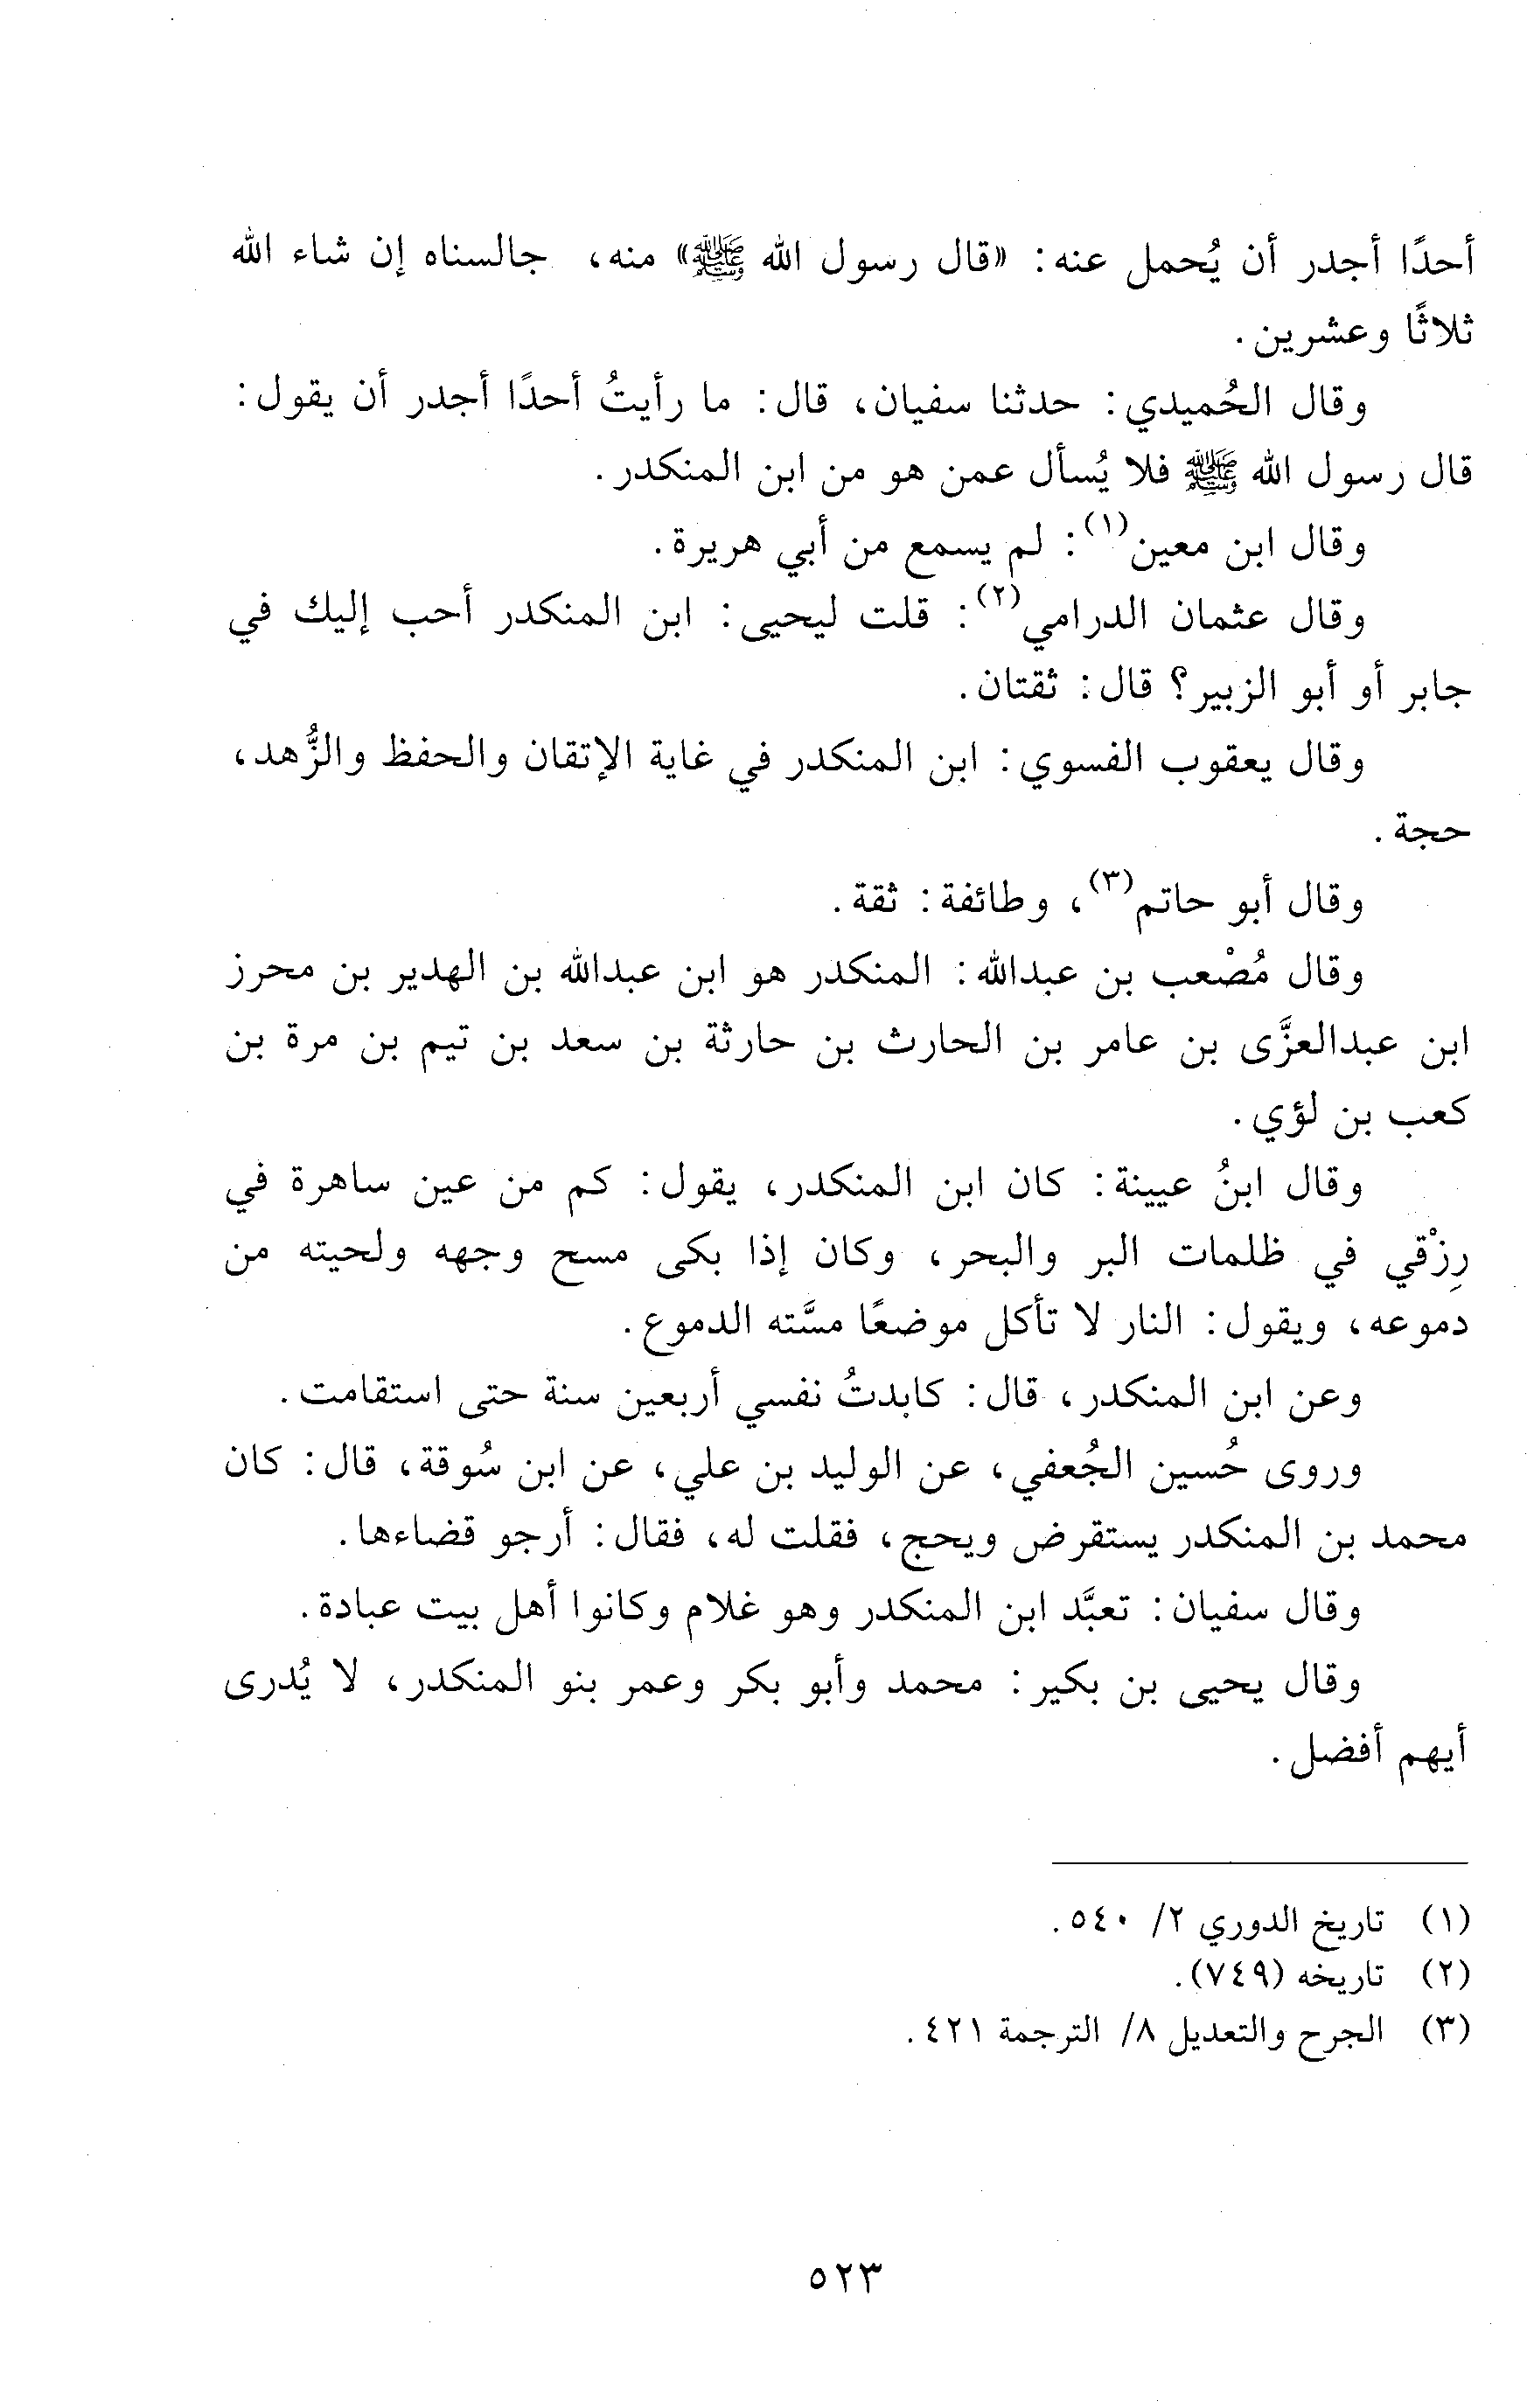 أحدًا أجدر أن يُحمل عنه: «قال رسول الله ﷺ» منه، جالسناه إن شاء الله
ثلاثًا وعشرين.
وقال الحُميدي: حدثنا سفيان، قال: ما رأيتُ أحدًا أجدر أن يقول:
قال رسول الله ﷺ فلا يُسأل عمن هو من ابن المنكدر.
وقال ابن معين(١): لم يسمع من أبي هريرة.
وقال عثمان الدرامي(٢): قلت ليحيى: ابن المنكدر أحب إليك في
جابر أو أبو الزبير؟ قال: ثقتان.
وقال يعقوب الفسوي: ابن المنكدر في غاية الإتقان والحفظ والزُّهد،
حجة.
وقال أبو حاتم(٣)، وطائفة: ثقة.
وقال مُصْعب بن عبدالله: المنكدر هو ابن عبدالله بن الهدير بن محرز
ابن عبدالعزَّى بن عامر بن الحارث بن حارثة بن سعد بن تيم بن مرة بن
كعب بن لؤي.
وقال ابنُ عيينة: كان ابن المنكدر، يقول: كم من عين ساهرة في
رِزْقي في ظلمات البر والبحر، وكان إذا بكى مسح وجهه ولحيته من
دموعه، ويقول: النار لا تأكل موضعًا مسَّته الدموع.
وعن ابن المنكدر، قال: كابدتُ نفسي أربعين سنة حتى استقامت.
وروى حُسين الجُعفي، عن الوليد بن علي، عن ابن سُوقة، قال: كان
محمد بن المنكدر يستقرض ويحج، فقلت له، فقال: أرجو قضاءها.
وقال سفيان: تعبَّد ابن المنكدر وهو غلام وكانوا أهل بيت عبادة.
وقال يحيى بن بكير: محمد وأبو بكر وعمر بنو المنكدر، لا يُدرى
أيهم أفضل.
(١) تاريخ الدوري ٢/ ٥٤٠.
(٢) تاريخه (٧٤٩).
(٣) الجرح والتعديل ٨/ الترجمة ٤٢١.
٥٢٣